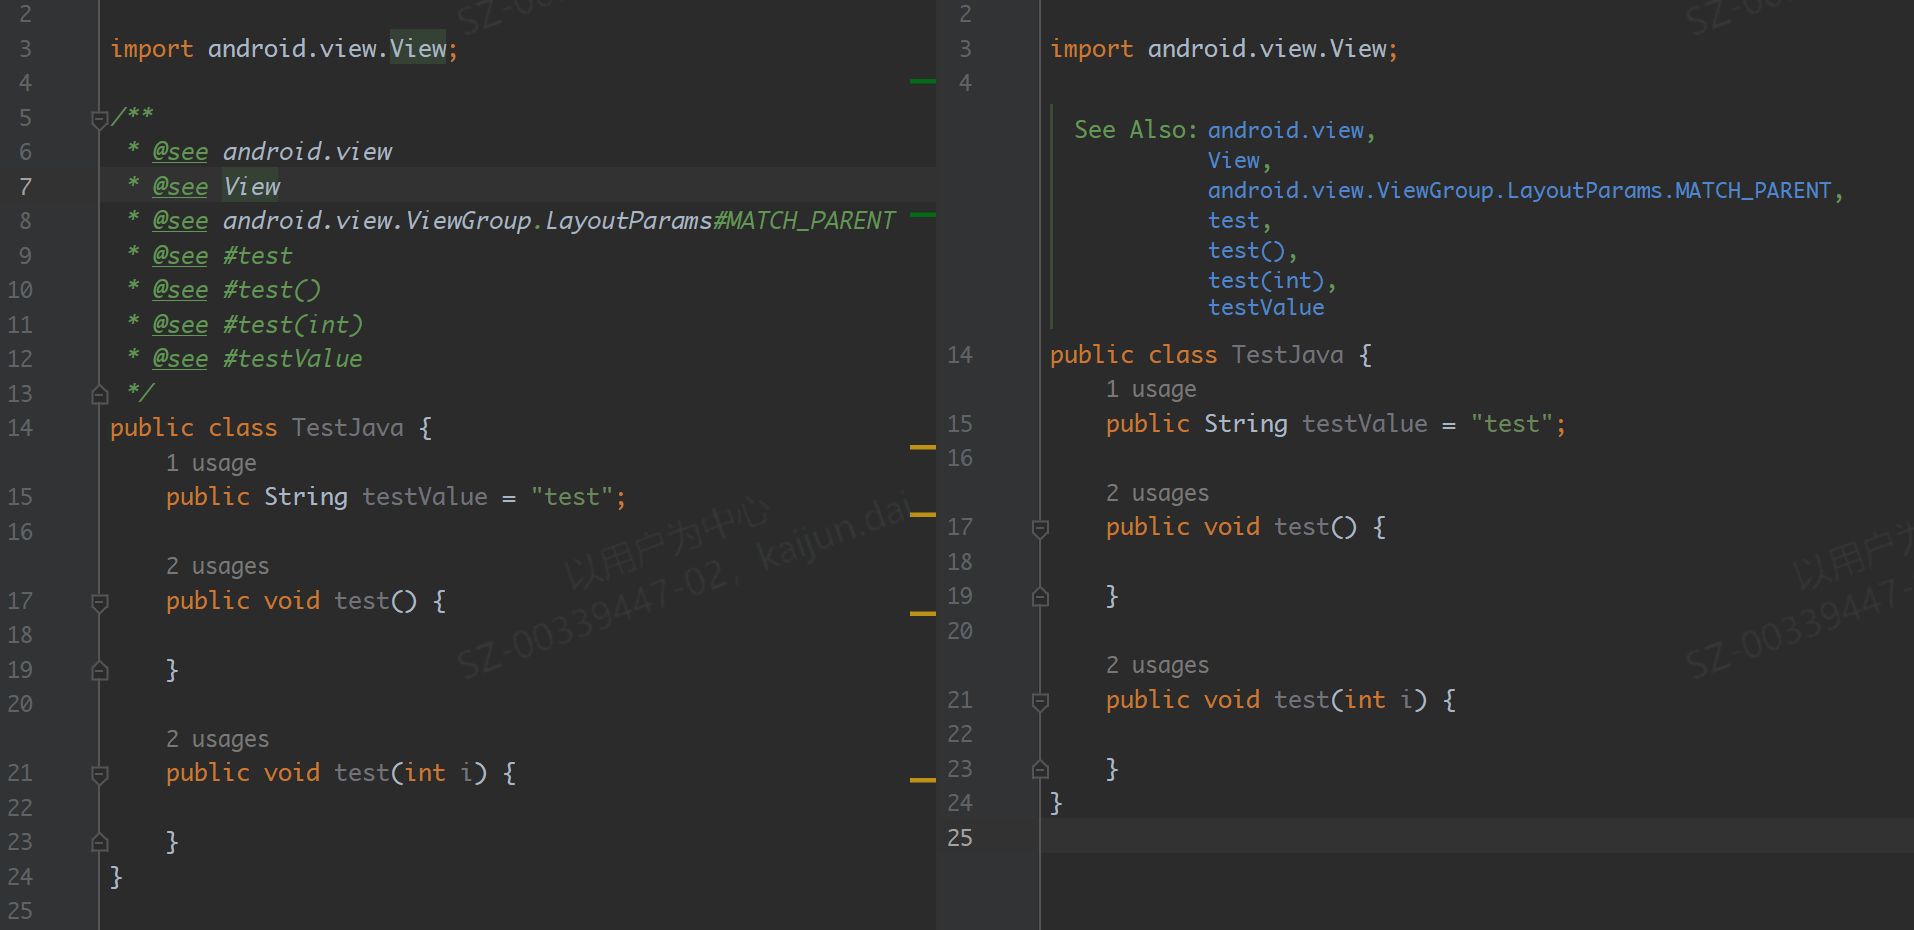 2
3 import android.view.View;
4
5 /**
6 * @see android.view
7 * @see View
8 * @see android.view.ViewGroup.LayoutParams#MATCH_PARENT
9 * @see #test
10 * @see #test()
11 * @see #test(int)
12 * @see #testValue
13 */
14 public class TestJava {
1 usage
15 public String testValue = "test";
16
2 usages
17 public void test() {
18
19 }
20
2 usages
21 public void test(int i) {
22
23 }
24 }
25
以用户为中心
SZ-00339447-02, kaijun.dai
2
3 import android.view.View;
4
See Also: android.view,
View,
android.view.ViewGroup.LayoutParams.MATCH_PARENT,
test,
test(),
test(int),
testValue
14 public class TestJava {
1 usage
15 public String testValue = "test";
16
2 usages
17 public void test() {
18
19 }
20
2 usages
21 public void test(int i) {
22
23 }
24 }
25
以用户为
SZ-00339447-